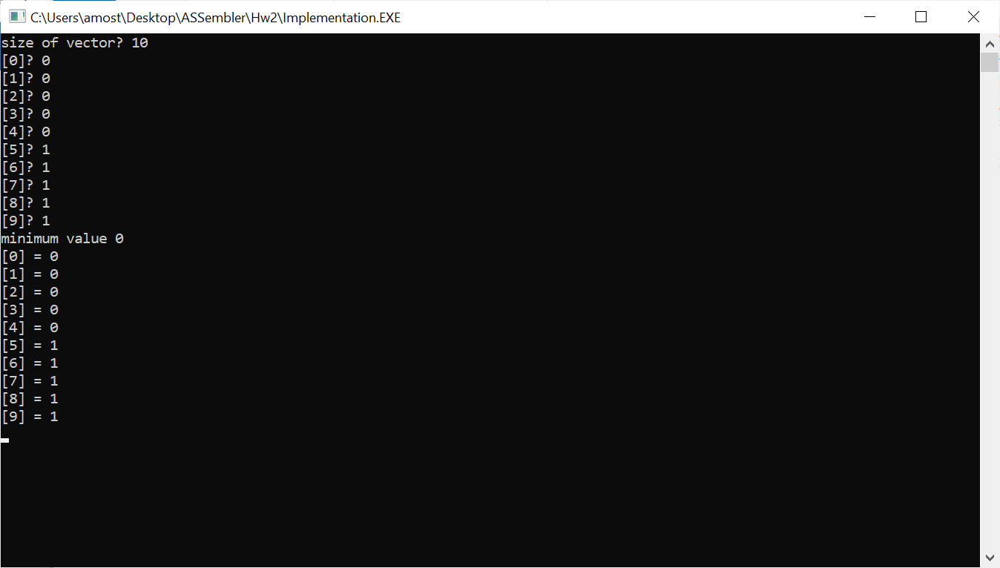 C:\Users\amost\Desktop\ASSembler\Hw2\Implementation.EXE
size of vector? 10
[0]? 0
[1]? 0
[2]? 0
[3]? 0
[4]? 0
[5]? 1
[6]? 1
[7]? 1
[8]? 1
[9]? 1
minimum value 0
[0] = 0
[1] = 0
[2] = 0
[3] = 0
[4] = 0
[5] = 1
[6] = 1
[7] = 1
[8] = 1
[9] = 1